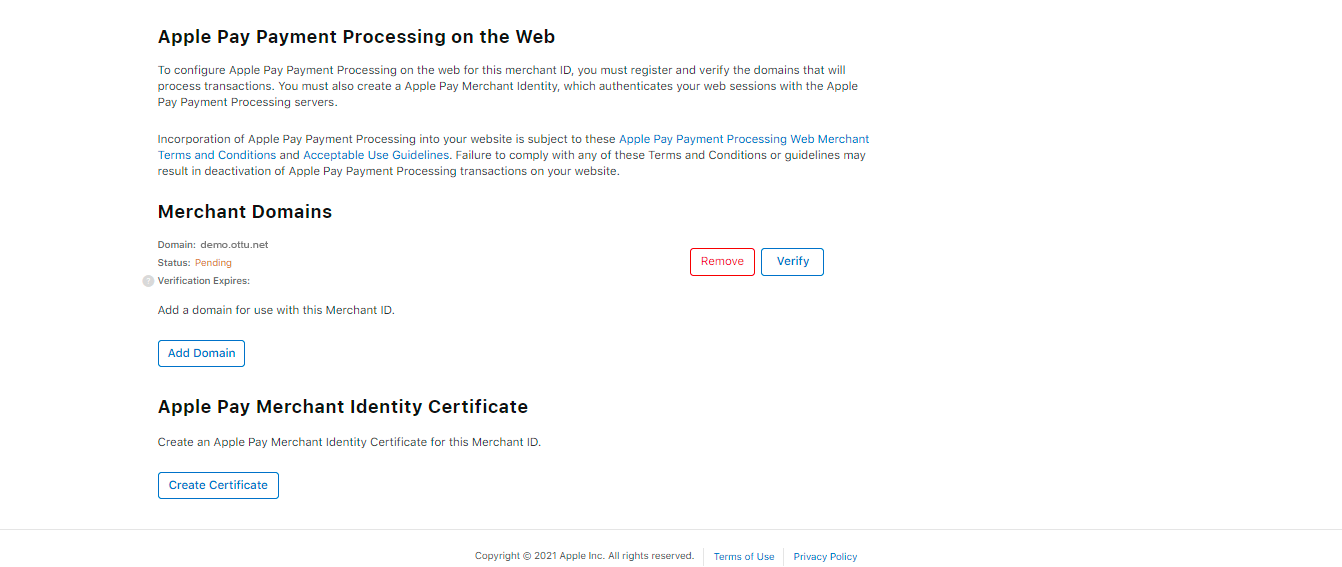 Apple Pay Payment Processing on the Web
To configure Apple Pay Payment Processing on the web for this merchant ID, you must register and verify the domains that will
process transactions. You must also create a Apple Pay Merchant Identity, which authenticates your web sessions with the Apple
Pay Payment Processing servers.
Incorporation of Apple Pay Payment Processing into your website is subject to these Apple Pay Payment Processing Web Merchant
Terms and Conditions and Acceptable Use Guidelines. Failure to comply with any of these Terms and Conditions or guidelines may
result in deactivation of Apple Pay Payment Processing transactions on your website.
Merchant Domains
Domain: demo.ottu.net
Status: Pending
Remove Verify
? Verification Expires:
Add a domain for use with this Merchant ID.
Add Domain
Apple Pay Merchant Identity Certificate
Create an Apple Pay Merchant Identity Certificate for this Merchant ID.
Create Certificate
Copyright © 2021 Apple Inc. All rights reserved. Terms of Use Privacy Policy